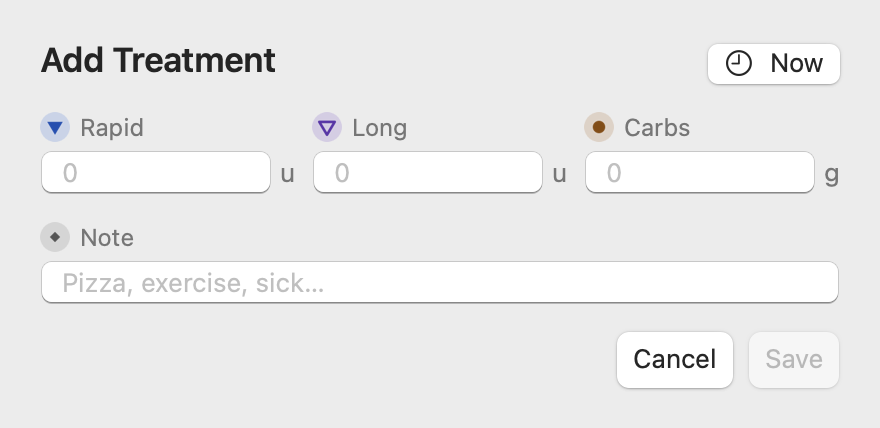 Add Treatment
Now
Rapid
Long
Carbs
0 u
0 u
0 g
Note
Pizza, exercise, sick...
Cancel
Save